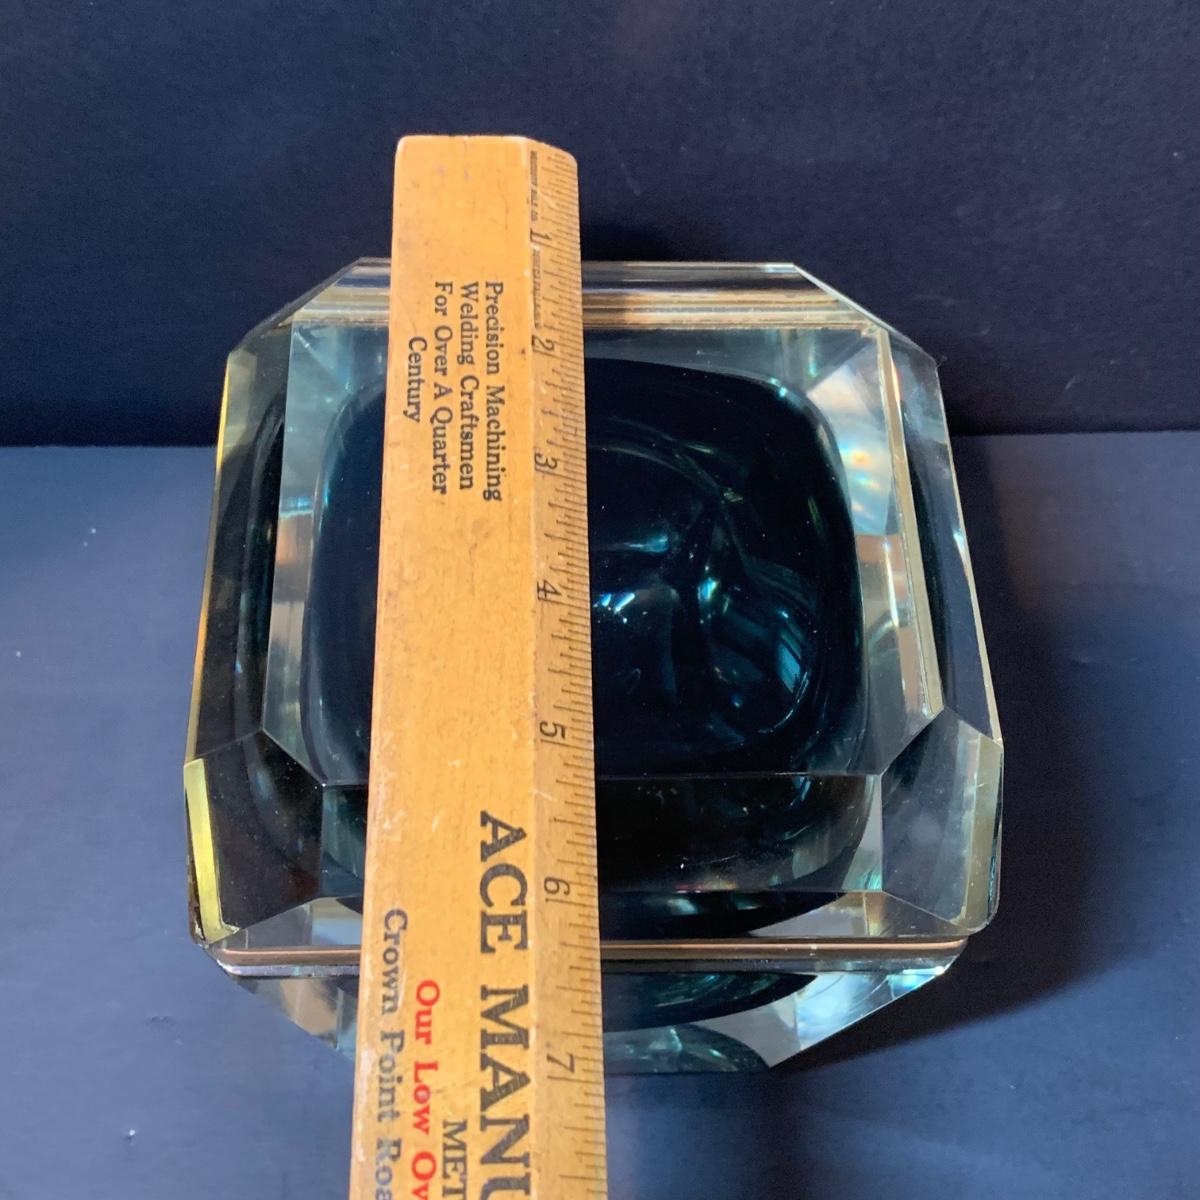 1
2
3
4
5
6
7
Precision Machining
Welding Craftsmen
For Over A Quarter
Century
ACE MANU
MET
Our Low Ov
Crown Point Roa